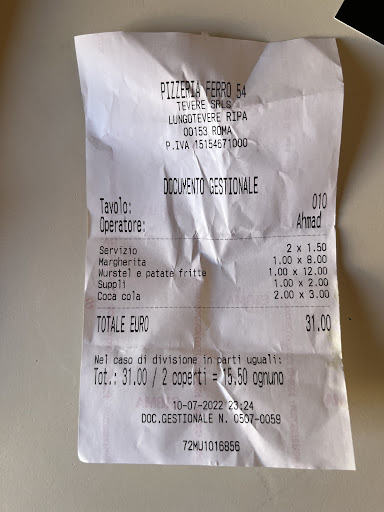 PIZZERIA FERRO 54
TEVERE SRLS
LUNGOTEVERE RIPA
00153 ROMA
P.IVA 15154671000
DOCUMENTO GESTIONALE
Tavolo: 010
Operatore: Ahmad
Servizio 2 x 1.50
Margherita 1.00 x 8.00
Wurstel e patate fritte 1.00 x 12.00
Suppli 1.00 x 2.00
Coca cola 2.00 x 3.00
TOTALE EURO 31.00
Nel caso di divisione in parti uguali:
Tot.: 31.00 / 2 coperti = 15.50 ognuno
10-07-2022 23:24
DOC.GESTIONALE N. 0507-0059
72MU1016856